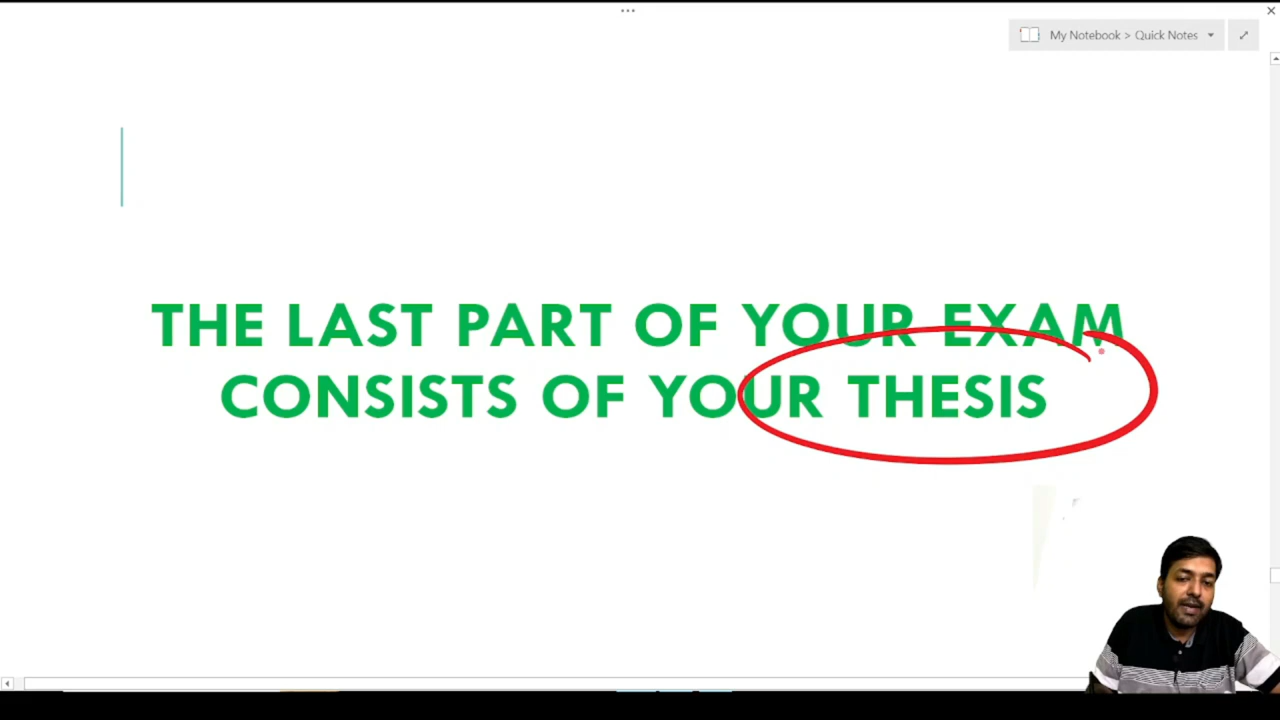 My Notebook > Quick Notes
THE LAST PART OF YOUR EXAM
CONSISTS OF YOUR THESIS